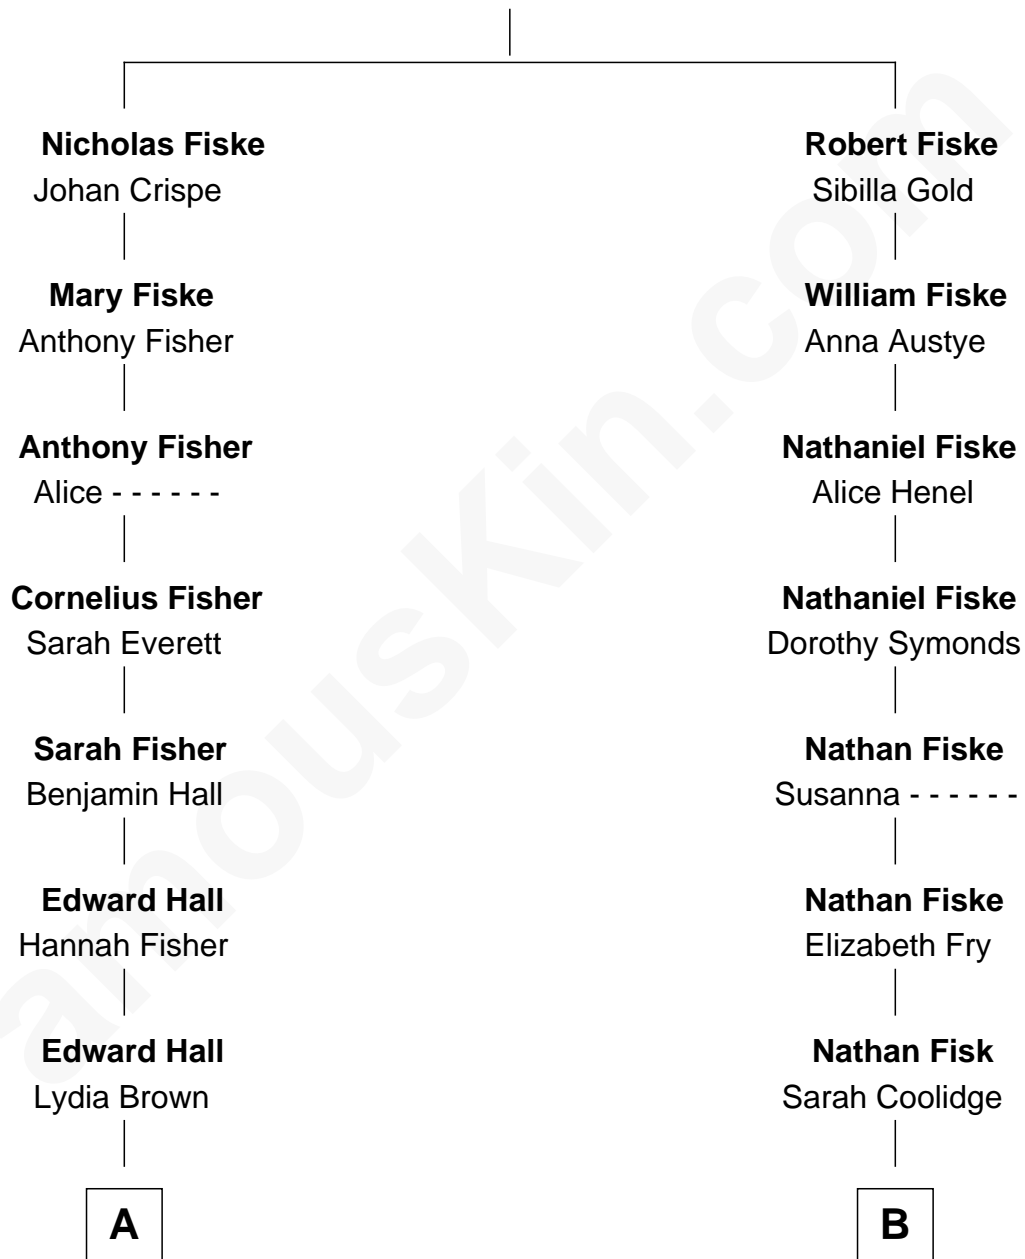 Nicholas Fiske
Johan Crispe
Mary Fiske
Anthony Fisher
Anthony Fisher
Alice - - - - - -
Cornelius Fisher
Sarah Everett
Sarah Fisher
Benjamin Hall
Edward Hall
Hannah Fisher
Edward Hall
Lydia Brown
A
Robert Fiske
Sibilla Gold
William Fiske
Anna Austye
Nathaniel Fiske
Alice Henel
Nathaniel Fiske
Dorothy Symonds
Nathan Fiske
Susanna - - - - - -
Nathan Fiske
Elizabeth Fry
Nathan Fisk
Sarah Coolidge
B
amousKin.com